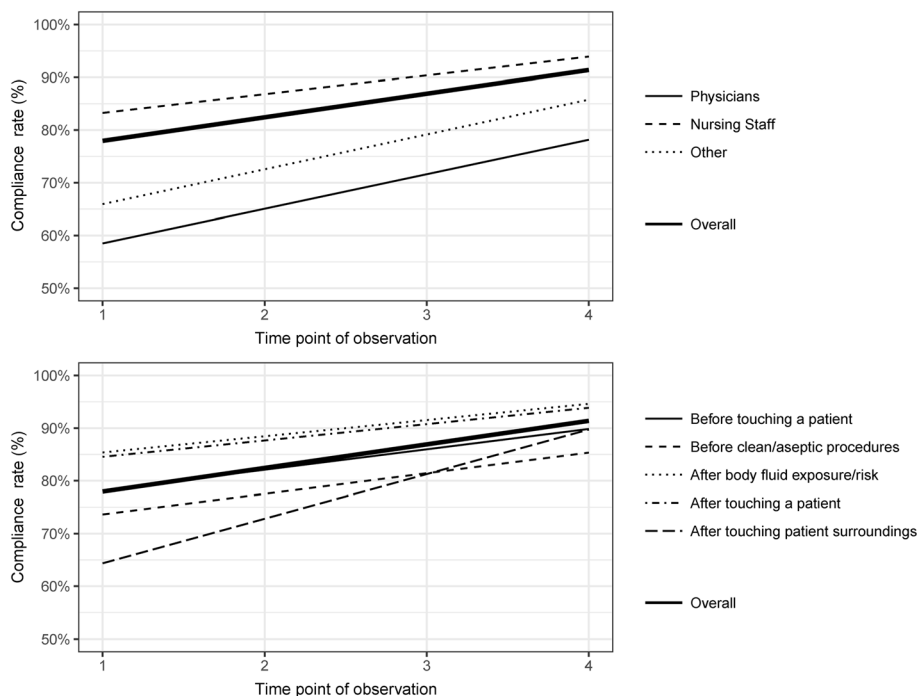 100%
90%
80%
70%
60%
50%
Compliance rate (%)
1 2 3 4
Time point of observation
Physicians
Nursing Staff
Other
Overall
100%
90%
80%
70%
60%
50%
Compliance rate (%)
1 2 3 4
Time point of observation
Before touching a patient
Before clean/aseptic procedures
After body fluid exposure/risk
After touching a patient
After touching patient surroundings
Overall